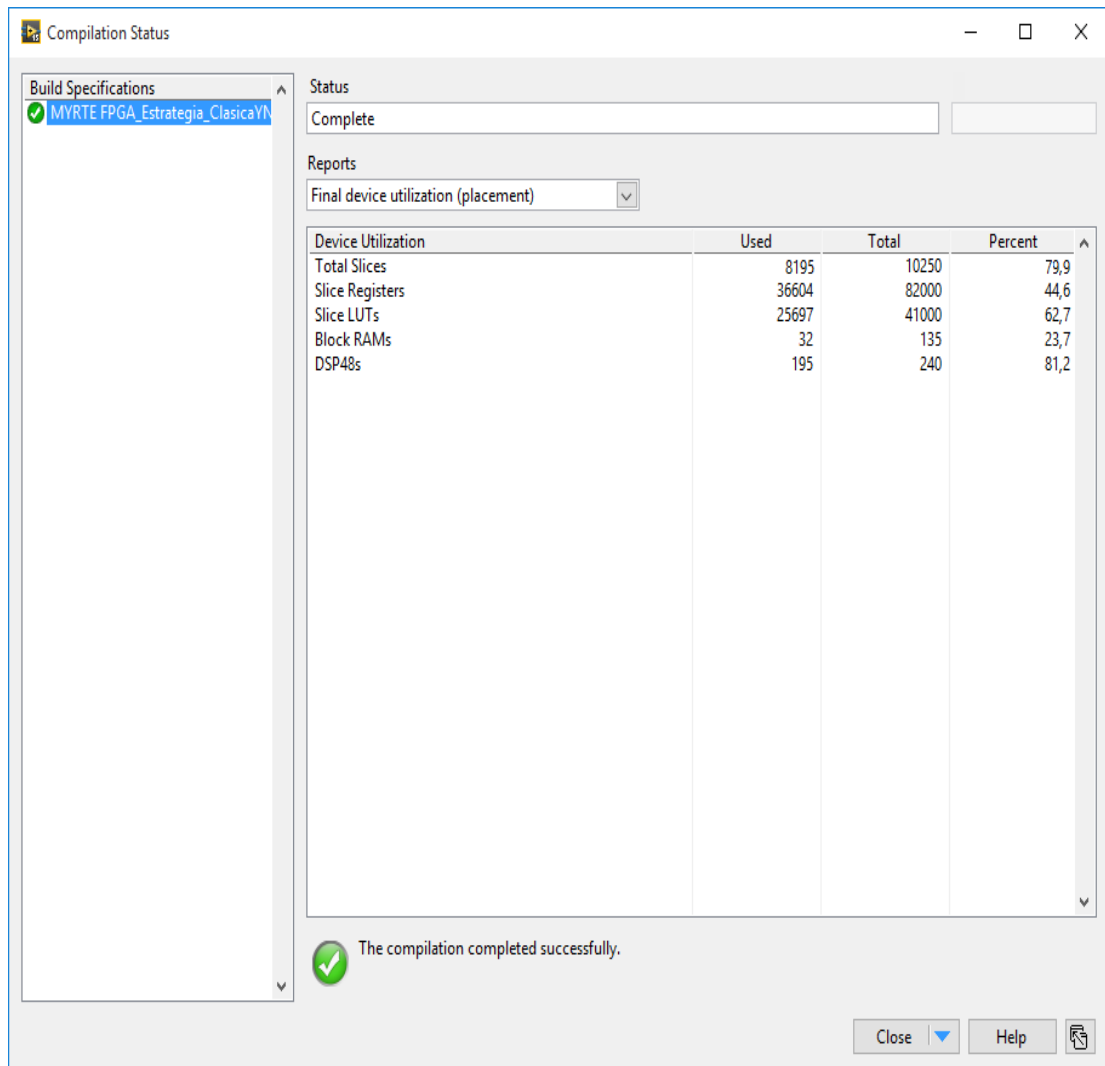 Compilation Status
Build Specifications
MYRTE FPGA_Estrategia_ClasicaYN
Status
Complete
Reports
Final device utilization (placement)
Device Utilization Used Total Percent
Total Slices 8195 10250 79,9
Slice Registers 36604 82000 44,6
Slice LUTs 25697 41000 62,7
Block RAMs 32 135 23,7
DSP48s 195 240 81,2
The compilation completed successfully.
Close Help